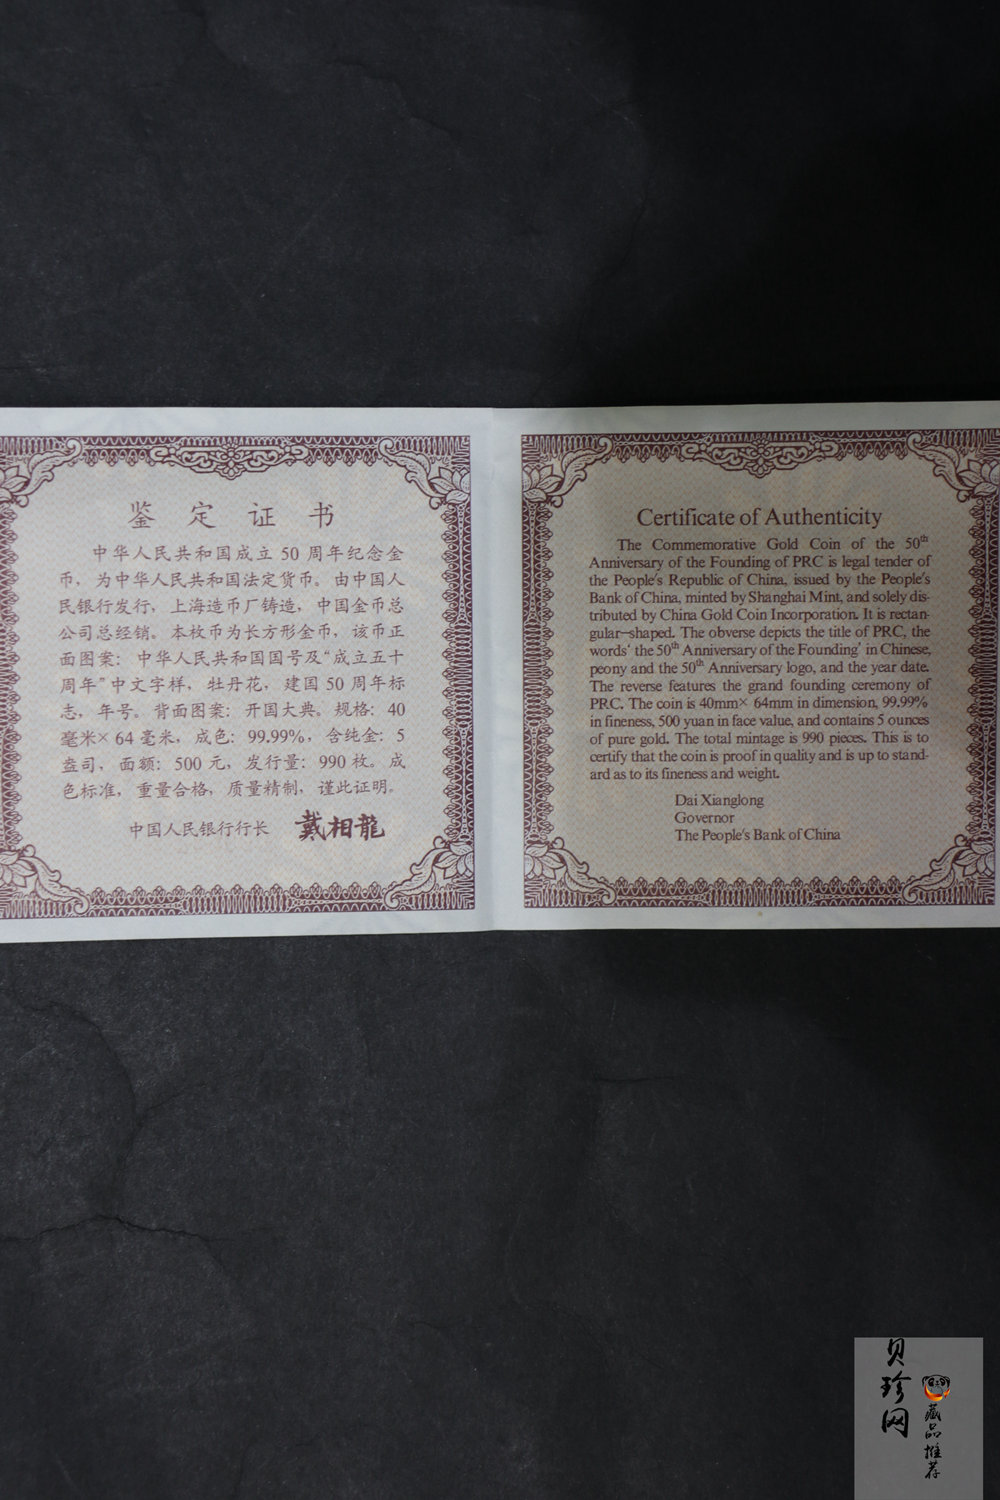 鉴定证书
中华人民共和国成立50周年纪念金
币，为中华人民共和国法定货币。由中国人
民银行发行，上海造币厂铸造，中国金币总
公司总经销。本枚币为长方形金币，该币正
面图案：中华人民共和国国号及“成立五十
周年”中文字样，牡丹花，建国50周年标
志，年号。背面图案：开国大典。规格：40
毫米×64毫米，成色：99.99%，含纯金：5
盎司，面额：500元，发行量：990枚。成
色标准，重量合格，质量精制，谨此证明。
中国人民银行行长 戴相龍
Certificate of Authenticity
The Commemorative Gold Coin of the 50th
Anniversary of the Founding of PRC is legal tender of
the People's Republic of China, issued by the People's
Bank of China, minted by Shanghai Mint, and solely dis-
tributed by China Gold Coin Incorporation. It is rectan-
gular-shaped. The obverse depicts the title of PRC, the
words' the 50th Anniversary of the Founding' in Chinese,
peony and the 50th Anniversary logo, and the year date.
The reverse features the grand founding ceremony of
PRC. The coin is 40mm× 64mm in dimension, 99.99%
in fineness, 500 yuan in face value, and contains 5 ounces
of pure gold. The total mintage is 990 pieces. This is to
certify that the coin is proof in quality and is up to stand-
ard as to its fineness and weight.
Dai Xianglong
Governor
The People's Bank of China
贝珍网
藏品推荐